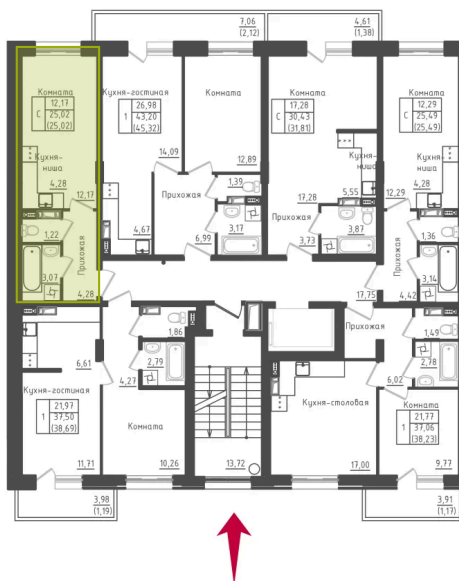 7,06
(2,12)
4,61
(1,38)
Комната
12,17
С 25,02
(25,02)
Кухня-гостиная
26,98
1 43,20
(45,32)
Комната
17,28
С 30,43
(31,81)
Комната
12,29
С 25,49
(25,49)
14,09
12,89
Кухня-
ниша
4,28
12,17
Прихожая
1,39
Прихожая
17,28
5,55
Кухня-
ниша
12,29
Кухня-
ниша
4,28
1,22
Прихожая
4,67
6,99
3,17
3,73
3,87
Прихожая
1,36
3,07
4,28
17,75
4,42
3,14
6,61
1,86
Прихожая
1,49
Кухня-гостиная
21,97
1 37,50
(38,69)
4,27
2,79
Комната
Кухня-столовая
6,02
2,78
Комната
21,77
1 37,06
(38,23)
11,71
10,26
13,72
17,00
9,77
3,98
(1,19)
3,91
(1,17)